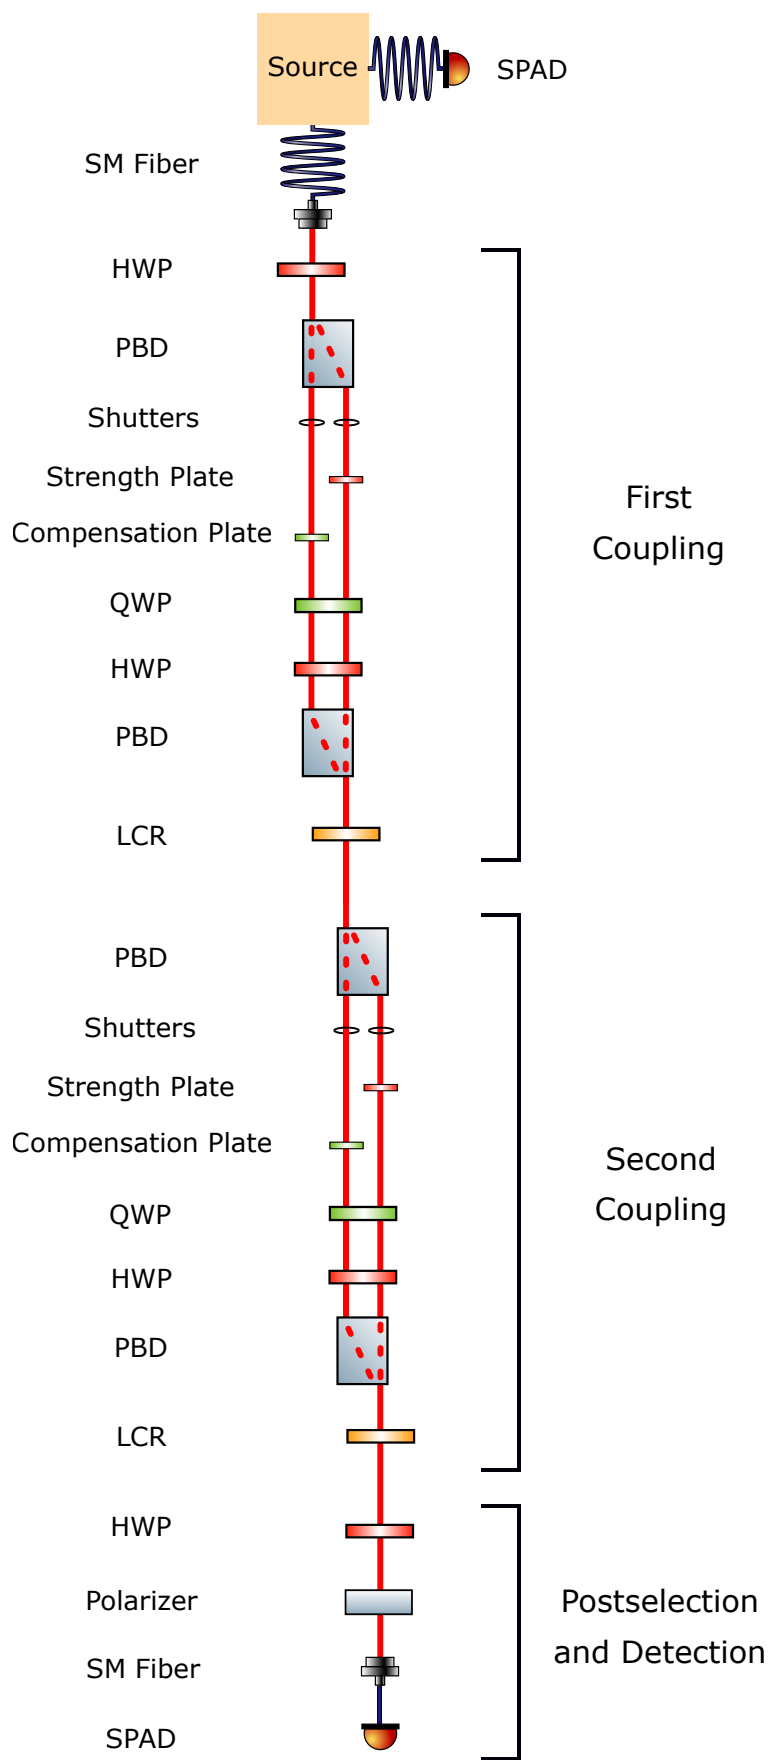 Source
SPAD
SM Fiber
HWP
PBD
Shutters
Strength Plate
Compensation Plate
QWP
HWP
PBD
LCR
First
Coupling
PBD
Shutters
Strength Plate
Compensation Plate
QWP
HWP
PBD
LCR
Second
Coupling
HWP
Polarizer
SM Fiber
SPAD
Postselection
and Detection